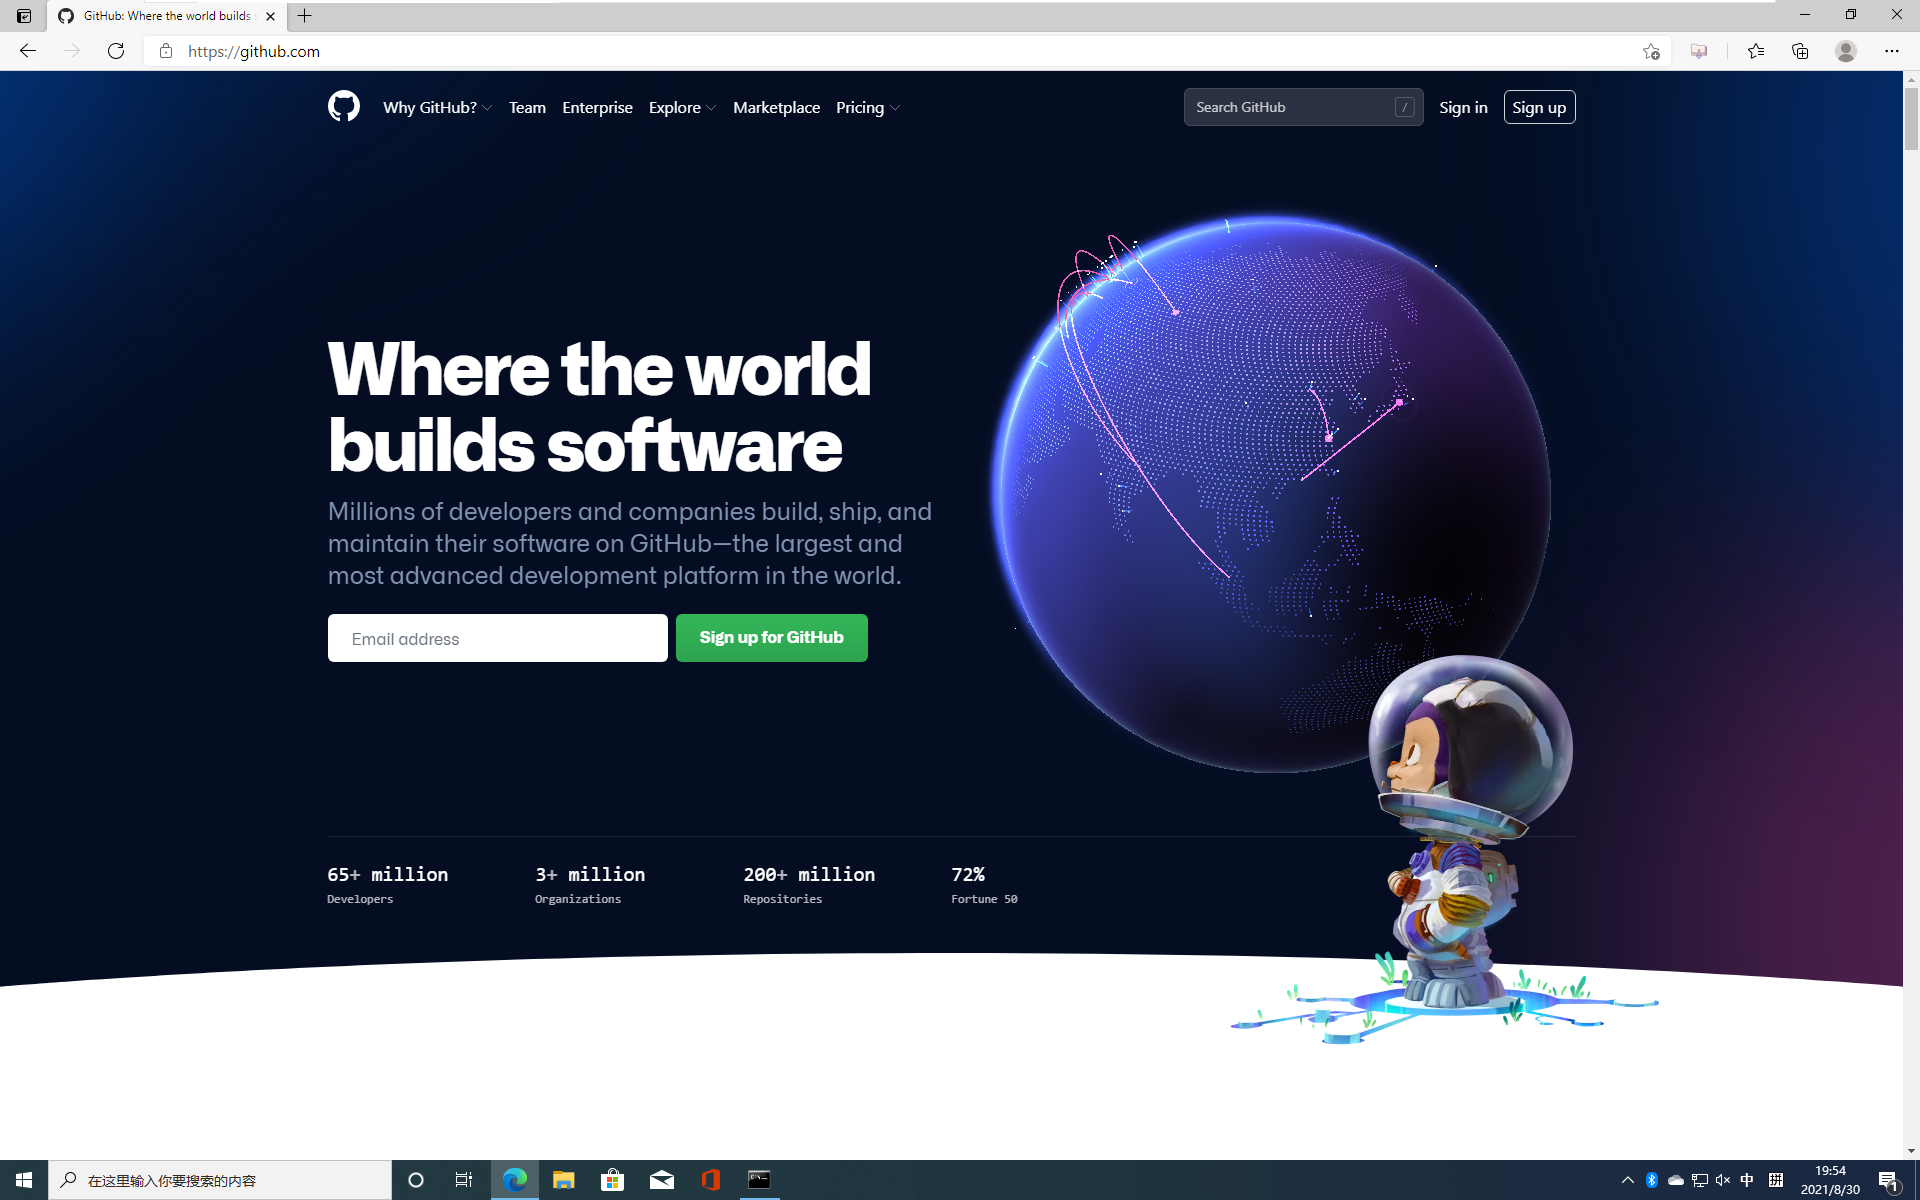 GitHub: Where the world builds s
https://github.com
Why GitHub?
Team
Enterprise
Explore
Marketplace
Pricing
Search GitHub
/
Sign in
Sign up
Where the world
builds software
Millions of developers and companies build, ship, and
maintain their software on GitHub—the largest and
most advanced development platform in the world.
Email address
Sign up for GitHub
65+ million
Developers
3+ million
Organizations
200+ million
Repositories
72%
Fortune 50
在这里输入你要搜索的内容
中
拼
19:54
2021/8/30
1